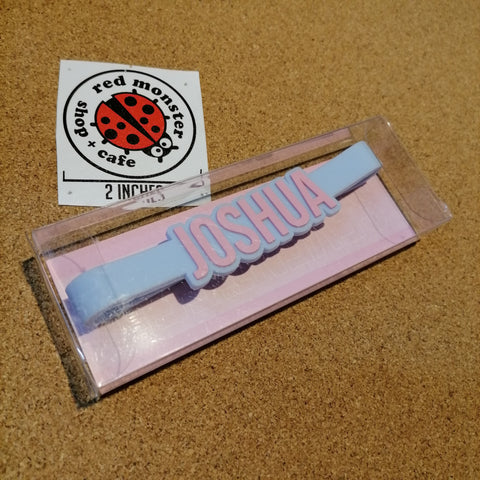 red monster
shop + cafe
2 INCHES
JOSHUA